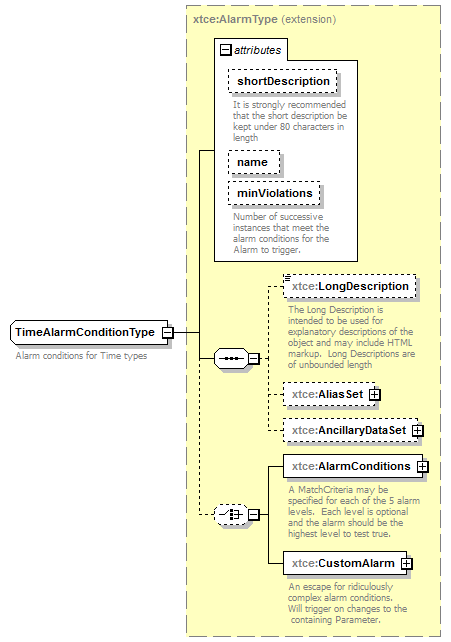 xtce:AlarmType (extension)
attributes
shortDescription
It is strongly recommended
that the short description be
kept under 80 characters in
length
name
minViolations
Number of successive
instances that meet the
alarm conditions for the
Alarm to trigger.
xtce:LongDescription
The Long Description is
intended to be used for
explanatory descriptions of the
object and may include HTML
markup. Long Descriptions are
of unbounded length
TimeAlarmConditionType
Alarm conditions for Time types
xtce:AliasSet
xtce:AncillaryDataSet
xtce:AlarmConditions
A MatchCriteria may be
specified for each of the 5 alarm
levels. Each level is optional
and the alarm should be the
highest level to test true.
xtce:CustomAlarm
An escape for ridiculously
complex alarm conditions.
Will trigger on changes to the
containing Parameter.